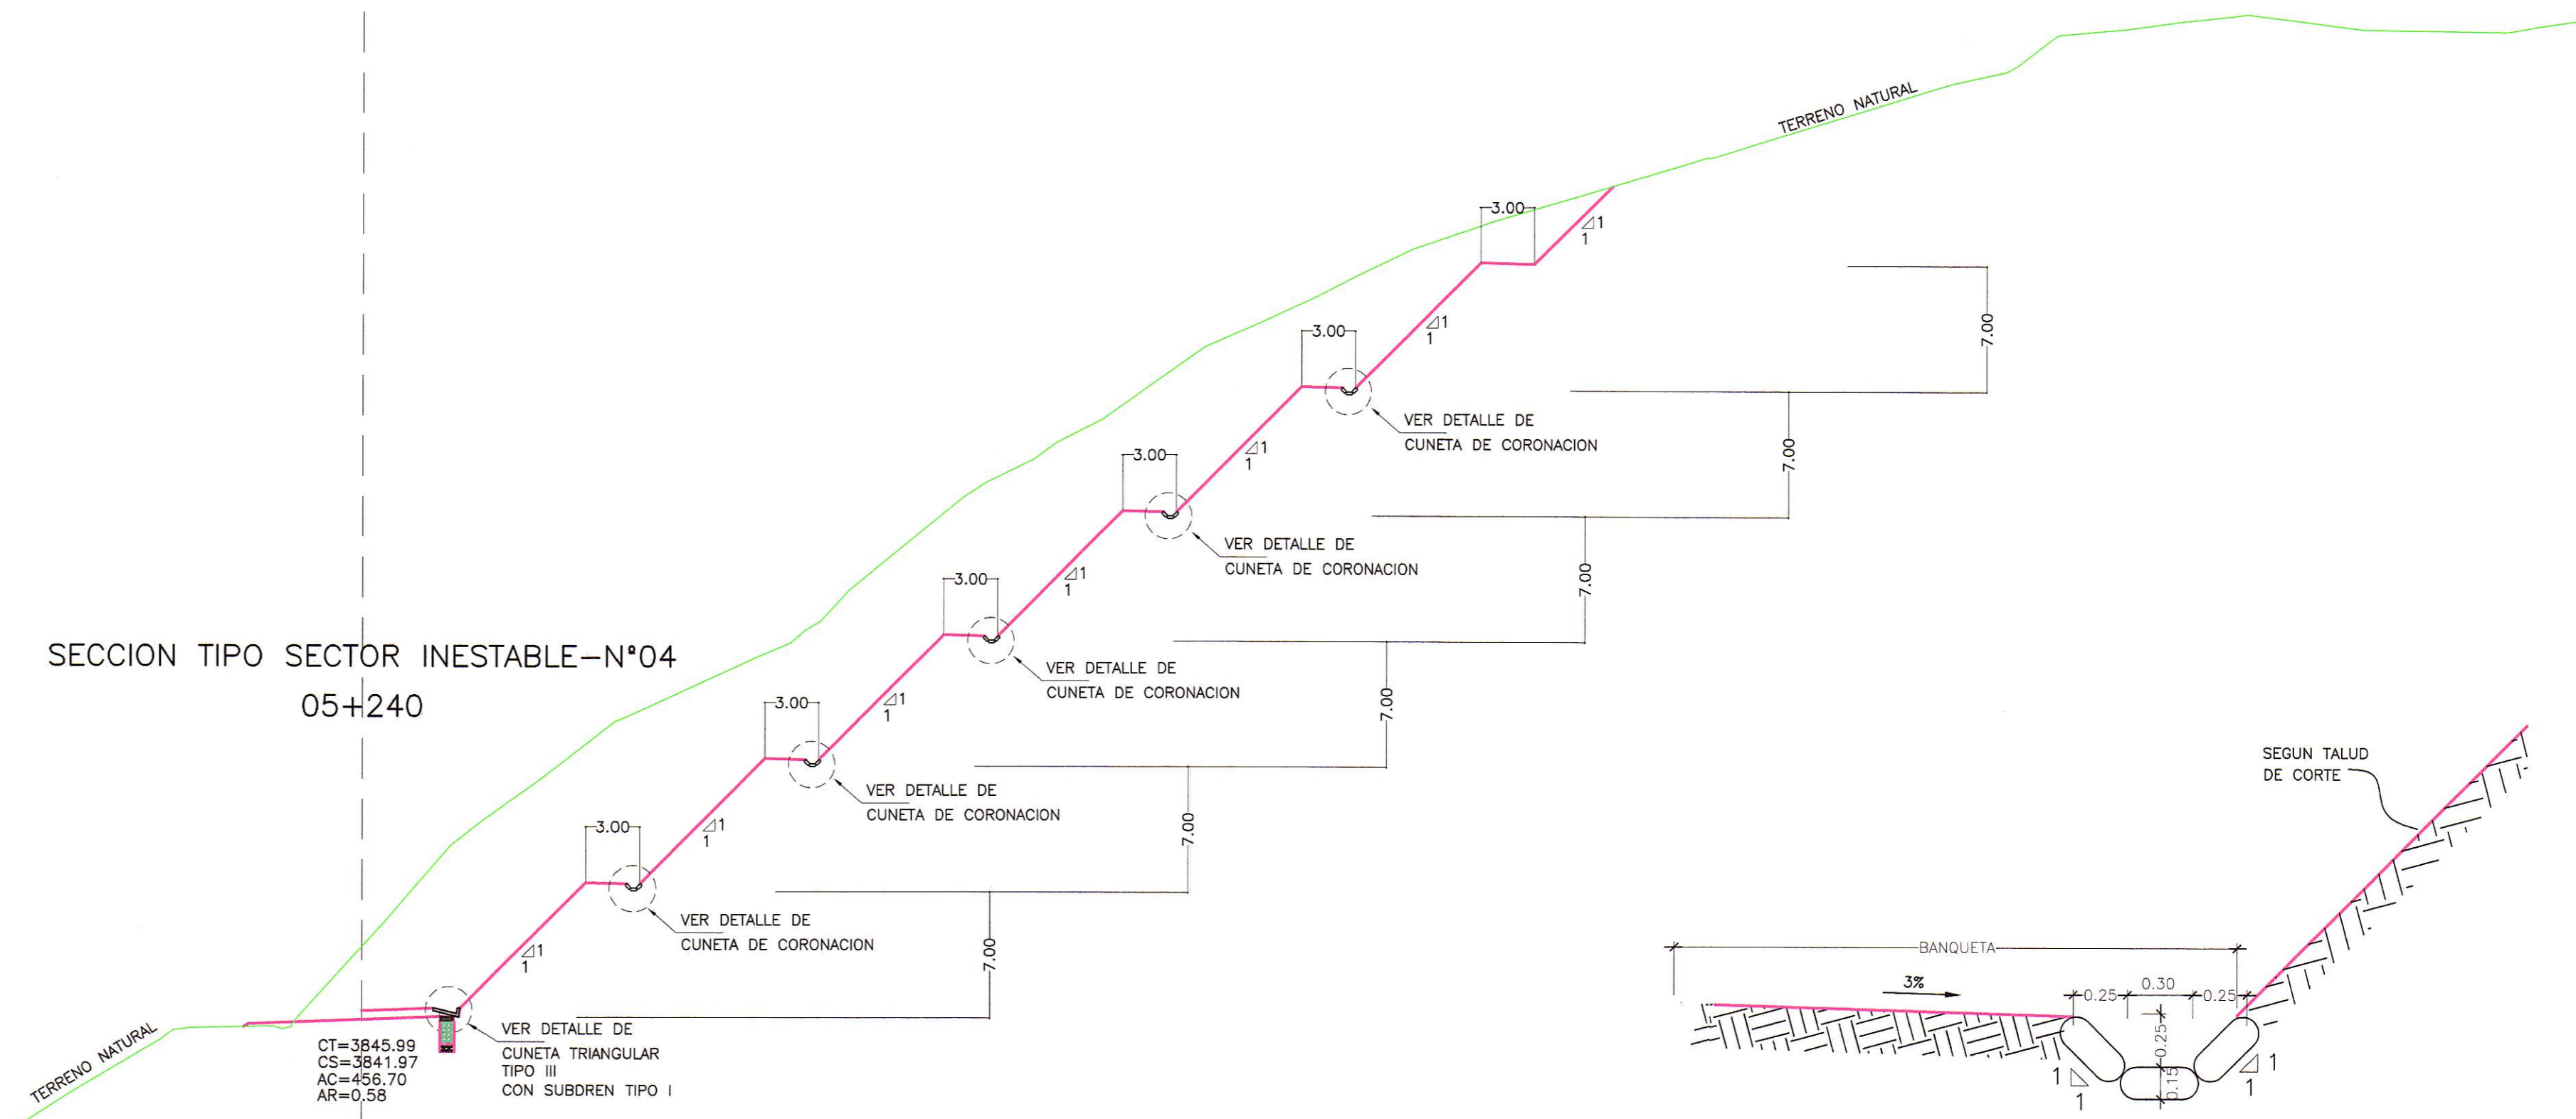 TERRENO NATURAL
3.00
1
1
7.00
3.00
1
1
VER DETALLE DE
CUNETA DE CORONACION
7.00
3.00
1
1
VER DETALLE DE
CUNETA DE CORONACION
7.00
3.00
1
1
VER DETALLE DE
CUNETA DE CORONACION
7.00
SECCION TIPO SECTOR INESTABLE-Nº04
05+240
3.00
1
1
VER DETALLE DE
CUNETA DE CORONACION
7.00
3.00
1
1
VER DETALLE DE
CUNETA DE CORONACION
7.00
1
1
TERRENO NATURAL
CT=3845.99
CS=3841.97
AC=456.70
AR=0.58
VER DETALLE DE
CUNETA TRIANGULAR
TIPO III
CON SUBDREN TIPO I
SEGUN TALUD
DE CORTE
BANQUETA
3%
0.25
0.30
0.25
0.25
0.15
1
1
1
1